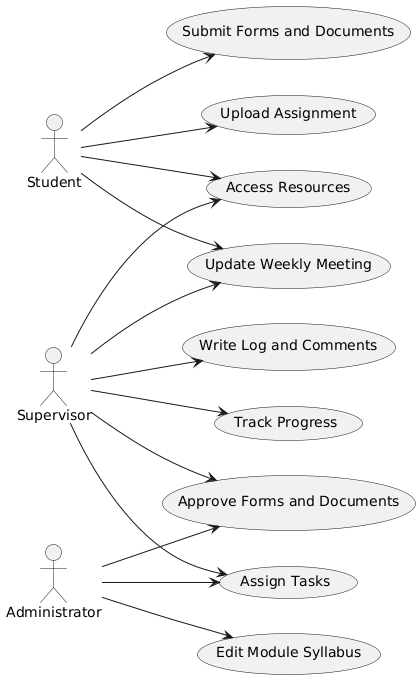 Submit Forms and Documents
Upload Assignment
Student
Access Resources
Update Weekly Meeting
Write Log and Comments
Supervisor
Track Progress
Approve Forms and Documents
Assign Tasks
Administrator
Edit Module Syllabus